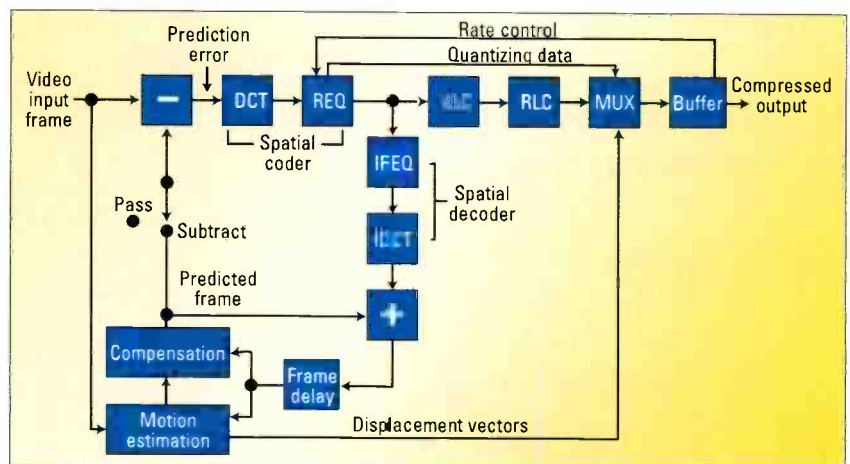 Rate control
Prediction
error
Quantizing data
Video
input
frame
−
DCT
REQ
RLC
MUX
Buffer
Compressed
output
Spatial
coder
IFEQ
Spatial
decoder
Pass
Subtract
IDCT
Predicted
frame
+
Compensation
Frame
delay
Motion
estimation
Displacement vectors